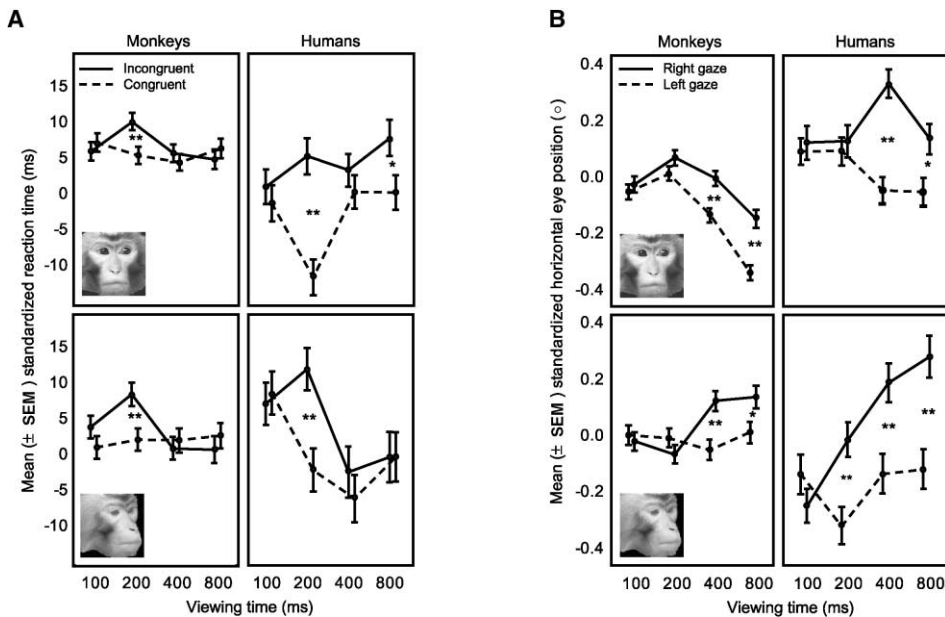 A
Monkeys
Humans
Incongruent
Congruent
15
10
5
0
-5
-10
**
**
*
15
10
5
0
-5
-10
**
**
Mean (± SEM ) standardized reaction time (ms)
100 200 400 800
100 200 400 800
Viewing time (ms)
B
Monkeys
Humans
Right gaze
Left gaze
0.4
0.2
0.0
-0.2
-0.4
**
**
**
*
0.4
0.2
0.0
-0.2
-0.4
**
*
**
**
**
Mean (± SEM ) standardized horizontal eye position (○)
100 200 400 800
100 200 400 800
Viewing time (ms)